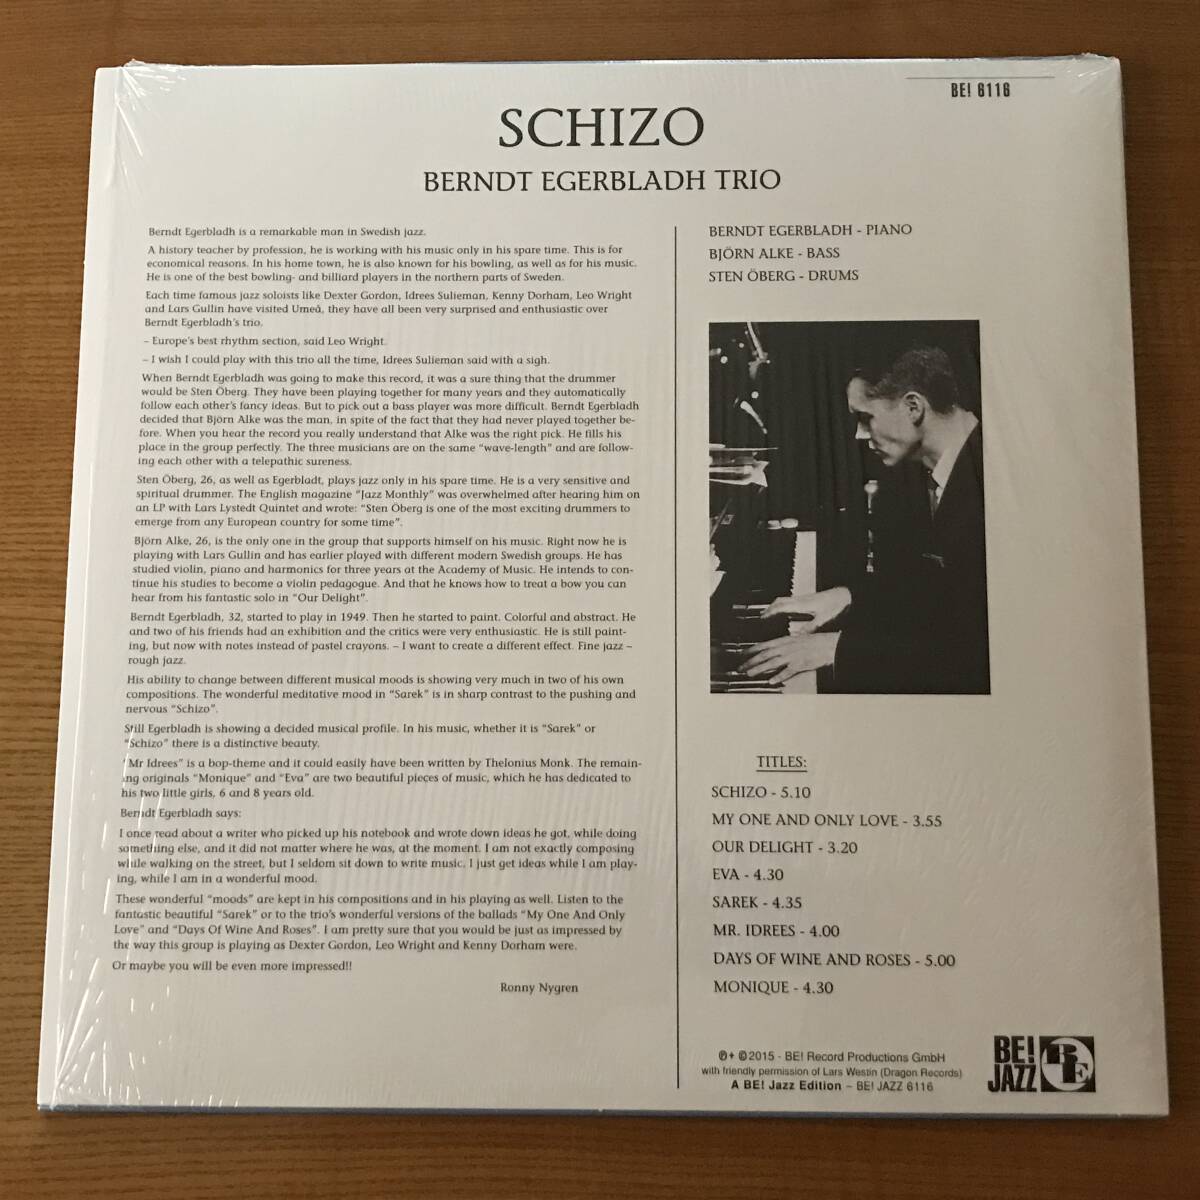 BE! 6116
SCHIZO
BERNDT EGERBLADH TRIO
Berndt Egerbladh is a remarkable man in Swedish jazz.
A history teacher by profession, he is working with his music only in his spare time. This is for
economical reasons. In his home town, he is also known for his bowling, as well as for his music.
He is one of the best bowling- and billiard players in the northern parts of Sweden.
Each time famous jazz soloists like Dexter Gordon, Idrees Sulieman, Kenny Dorham, Leo Wright
and Lars Gullin have visited Umeå, they have all been very surprised and enthusiastic over
Berndt Egerbladh's trio.
– Europe's best rhythm section, said Leo Wright.
– I wish I could play with this trio all the time, Idrees Sulieman said with a sigh.
When Berndt Egerbladh was going to make this record, it was a sure thing that the drummer
would be Sten Öberg. They have been playing together for many years and they automatically
follow each other's fancy ideas. But to pick out a bass player was more difficult. Berndt Egerbladh
decided that Björn Alke was the man, in spite of the fact that they had never played together be-
fore. When you hear the record you really understand that Alke was the right pick. He fills his
place in the group perfectly. The three musicians are on the same "wave-length" and are follow-
ing each other with a telepathic sureness.
Sten Öberg, 26, as well as Egerbladt, plays jazz only in his spare time. He is a very sensitive and
spiritual drummer. The English magazine "Jazz Monthly" was overwhelmed after hearing him on
an LP with Lars Lystedt Quintet and wrote: "Sten Öberg is one of the most exciting drummers to
emerge from any European country for some time".
Björn Alke, 26, is the only one in the group that supports himself on his music. Right now he is
playing with Lars Gullin and has earlier played with different modern Swedish groups. He has
studied violin, piano and harmonics for three years at the Academy of Music. He intends to con-
tinue his studies to become a violin pedagogue. And that he knows how to treat a bow you can
hear from his fantastic solo in "Our Delight".
Berndt Egerbladh, 32, started to play in 1949. Then he started to paint. Colorful and abstract. He
and two of his friends had an exhibition and the critics were very enthusiastic. He is still paint-
ing, but now with notes instead of pastel crayons. – I want to create a different effect. Fine jazz –
rough jazz.
His ability to change between different musical moods is showing very much in two of his own
compositions. The wonderful meditative mood in "Sarek" is in sharp contrast to the pushing and
nervous "Schizo".
Still Egerbladh is showing a decided musical profile. In his music, whether it is "Sarek" or
"Schizo" there is a distinctive beauty.
"Mr Idrees" is a bop-theme and it could easily have been written by Thelonius Monk. The remain-
ing originals "Monique" and "Eva" are two beautiful pieces of music, which he has dedicated to
his two little girls, 6 and 8 years old.
Berndt Egerbladh says:
I once read about a writer who picked up his notebook and wrote down ideas he got, while doing
something else, and it did not matter where he was, at the moment. I am not exactly composing
while walking on the street, but I seldom sit down to write music. I just get ideas while I am play-
ing, while I am in a wonderful mood.
These wonderful "moods" are kept in his compositions and in his playing as well. Listen to the
fantastic beautiful "Sarek" or to the trio's wonderful versions of the ballads "My One And Only
Love" and "Days Of Wine And Roses". I am pretty sure that you would be just as impressed by
the way this group is playing as Dexter Gordon, Leo Wright and Kenny Dorham were.
Or maybe you will be even more impressed!!
Ronny Nygren
BERNDT EGERBLADH - PIANO
BJÖRN ALKE - BASS
STEN ÖBERG - DRUMS
TITLES:
SCHIZO - 5.10
MY ONE AND ONLY LOVE - 3.55
OUR DELIGHT - 3.20
EVA - 4.30
SAREK - 4.35
MR. IDREES - 4.00
DAYS OF WINE AND ROSES - 5.00
MONIQUE - 4.30
℗+ ©2015 - BE! Record Productions GmbH
with friendly permission of Lars Westin (Dragon Records)
A BE! Jazz Edition – BE! JAZZ 6116
BE!
JAZZ
BE